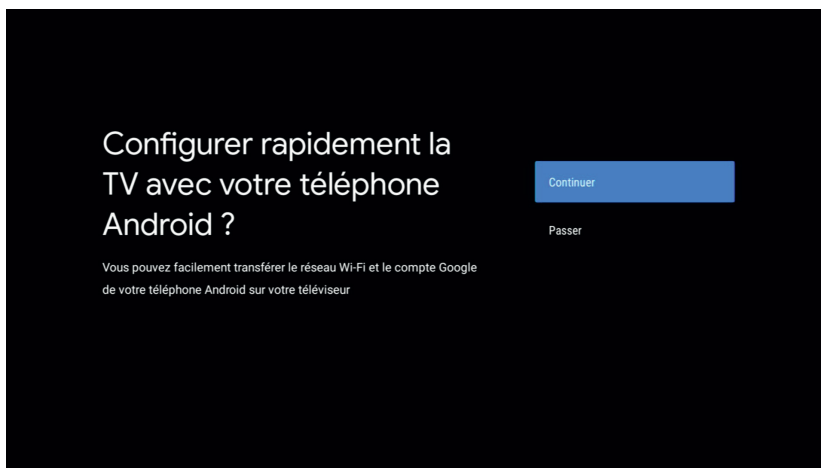 Configurer rapidement la
TV avec votre téléphone
Android ?
Vous pouvez facilement transférer le réseau Wi-Fi et le compte Google
de votre téléphone Android sur votre téléviseur
Continuer
Passer